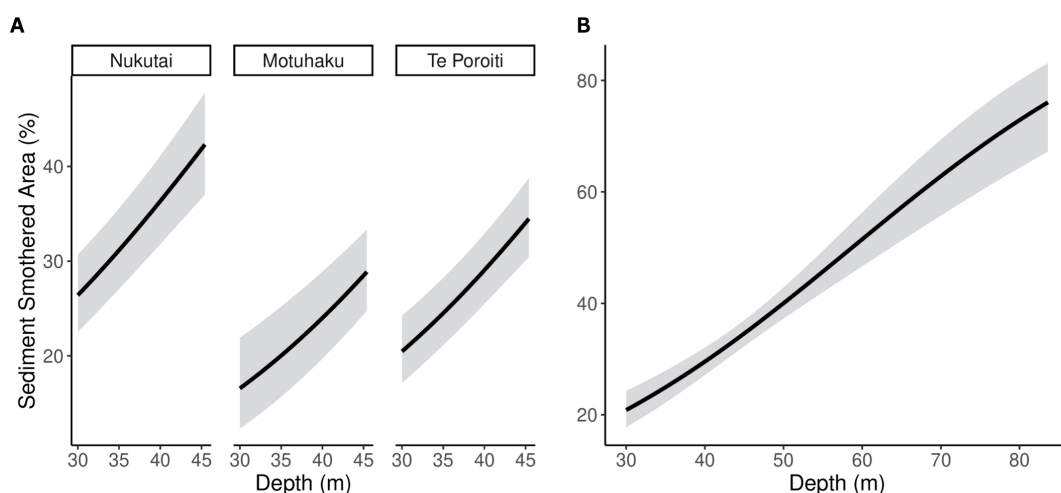 A
B
Nukutai Motuhaku Te Poroiti
Sediment Smothered Area (%)
40
30
20
30 35 40 45 30 35 40 45 30 35 40 45
Depth (m)
80
60
40
20
30 40 50 60 70 80
Depth (m)